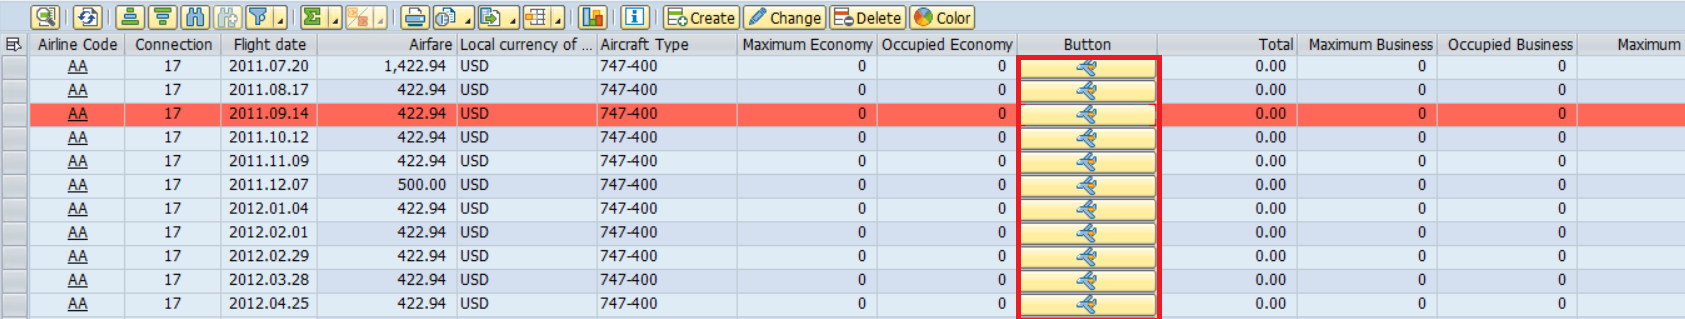 Create Change Delete Color
Airline Code Connection Flight date Airfare Local currency of ... Aircraft Type Maximum Economy Occupied Economy Button Total Maximum Business Occupied Business Maximum
AA 17 2011.07.20 1,422.94 USD 747-400 0 0 0.00 0 0
AA 17 2011.08.17 422.94 USD 747-400 0 0 0.00 0 0
AA 17 2011.09.14 422.94 USD 747-400 0 0 0.00 0 0
AA 17 2011.10.12 422.94 USD 747-400 0 0 0.00 0 0
AA 17 2011.11.09 422.94 USD 747-400 0 0 0.00 0 0
AA 17 2011.12.07 500.00 USD 747-400 0 0 0.00 0 0
AA 17 2012.01.04 422.94 USD 747-400 0 0 0.00 0 0
AA 17 2012.02.01 422.94 USD 747-400 0 0 0.00 0 0
AA 17 2012.02.29 422.94 USD 747-400 0 0 0.00 0 0
AA 17 2012.03.28 422.94 USD 747-400 0 0 0.00 0 0
AA 17 2012.04.25 422.94 USD 747-400 0 0 0.00 0 0